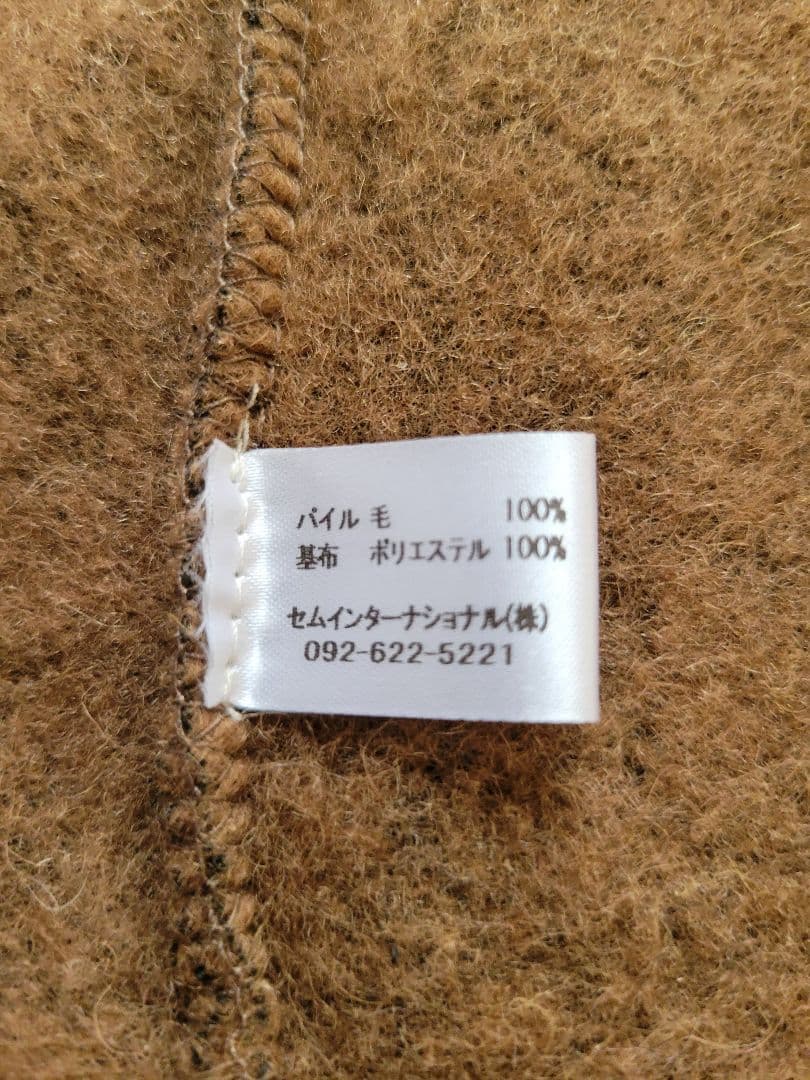 パイル 毛 100%
基布 ポリエステル 100%
セムインターナショナル(株)
092-622-5221